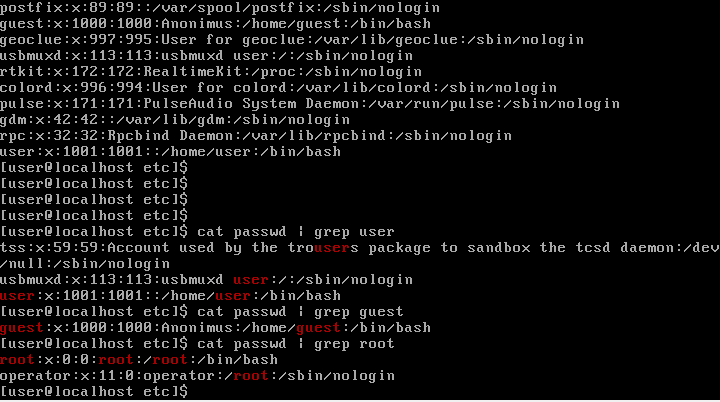 postfix:x:89:89::/var/spool/postfix:/sbin/nologin
guest:x:1000:1000:Anonimus:/home/guest:/bin/bash
geoclue:x:997:995:User for geoclue:/var/lib/geoclue:/sbin/nologin
usbmuxd:x:113:113:usbmuxd user:/:/sbin/nologin
rtkit:x:172:172:RealtimeKit:/proc:/sbin/nologin
colord:x:996:994:User for colord:/var/lib/colord:/sbin/nologin
pulse:x:171:171:PulseAudio System Daemon:/var/run/pulse:/sbin/nologin
gdm:x:42:42::/var/lib/gdm:/sbin/nologin
rpc:x:32:32:Rpcbind Daemon:/var/lib/rpcbind:/sbin/nologin
user:x:1001:1001::/home/user:/bin/bash
[user@localhost etc]$
[user@localhost etc]$
[user@localhost etc]$
[user@localhost etc]$
[user@localhost etc]$ cat passwd | grep user
tss:x:59:59:Account used by the trousers package to sandbox the tcsd daemon:/dev
/null:/sbin/nologin
usbmuxd:x:113:113:usbmuxd user:/:/sbin/nologin
user:x:1001:1001::/home/user:/bin/bash
[user@localhost etc]$ cat passwd | grep guest
guest:x:1000:1000:Anonimus:/home/guest:/bin/bash
[user@localhost etc]$ cat passwd | grep root
root:x:0:0:root:/root:/bin/bash
operator:x:11:0:operator:/root:/sbin/nologin
[user@localhost etc]$